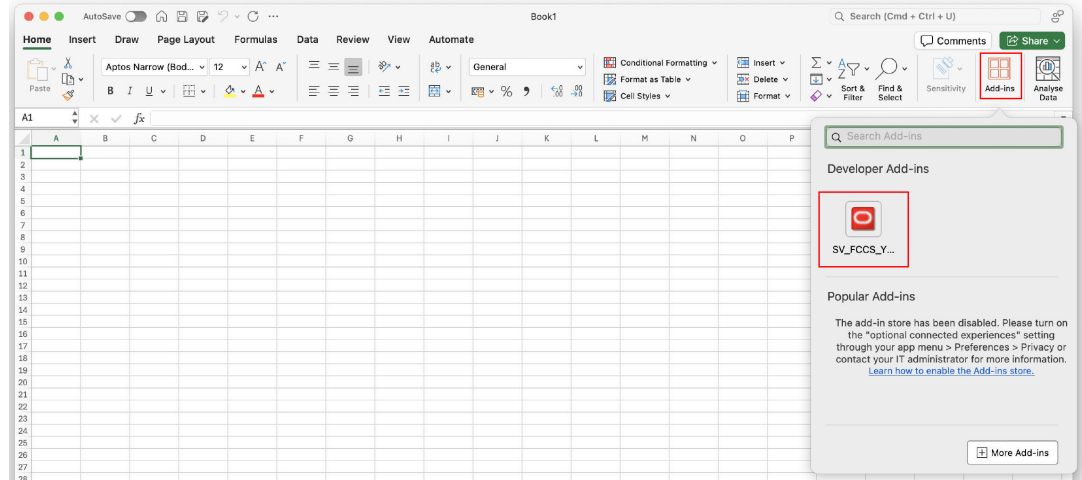 AutoSave
Book1
Search (Cmd + Ctrl + U)
Home Insert Draw Page Layout Formulas Data Review View Automate
Comments Share
Paste
Aptos Narrow (Bod... 12 A^ A˅
B I U A
ab
General
% 9
Conditional Formatting
Format as Table
Cell Styles
Insert
Delete
Format
Sort & Filter
Find & Select
Sensitivity
Add-ins
Analyse Data
A1 fx
A B C D E F G H I J K L M N O P
1
2
3
4
5
6
7
8
9
10
11
12
13
14
15
16
17
18
19
20
21
22
23
24
25
26
27
28
Search Add-ins
Developer Add-ins
SV_FCCS_Y...
Popular Add-ins
The add-in store has been disabled. Please turn on
the "optional connected experiences" setting
through your app menu > Preferences > Privacy or
contact your IT administrator for more information.
Learn how to enable the Add-ins store.
More Add-ins